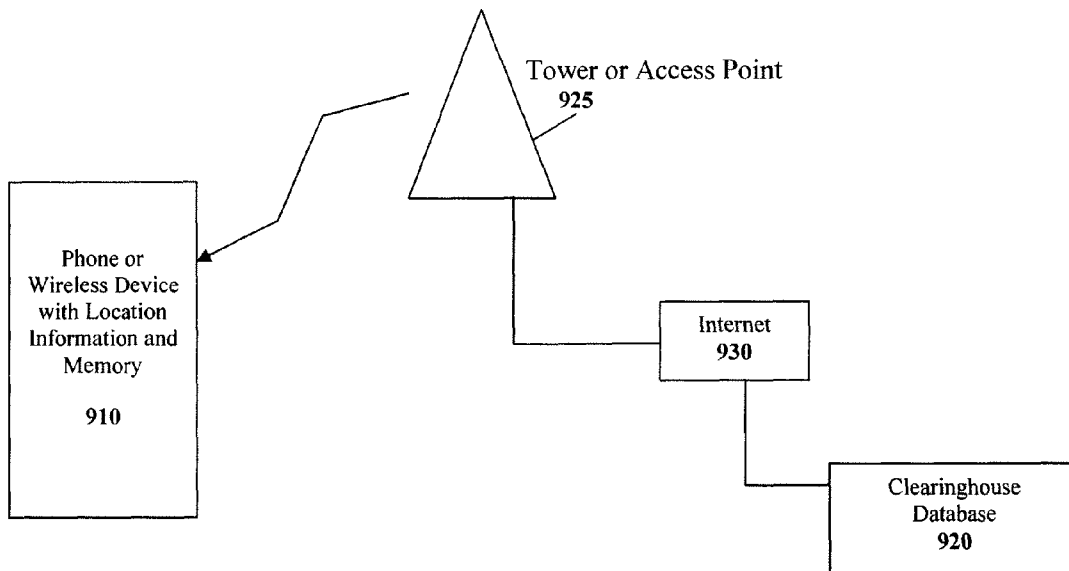 Tower or Access Point
925
Phone or
Wireless Device
with Location
Information and
Memory
910
Internet
930
Clearinghouse
Database
920